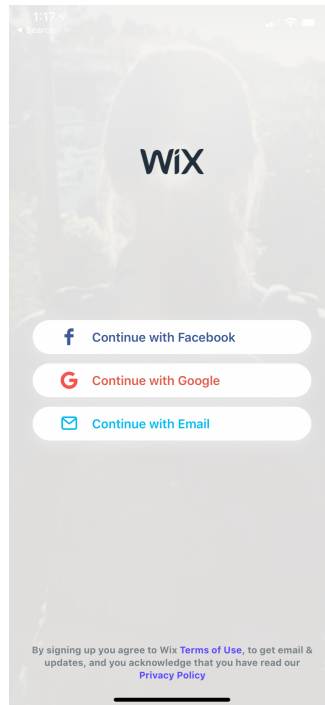 1:17
◀ Search
WiX
Continue with Facebook
Continue with Google
Continue with Email
By signing up you agree to Wix Terms of Use, to get email &
updates, and you acknowledge that you have read our
Privacy Policy